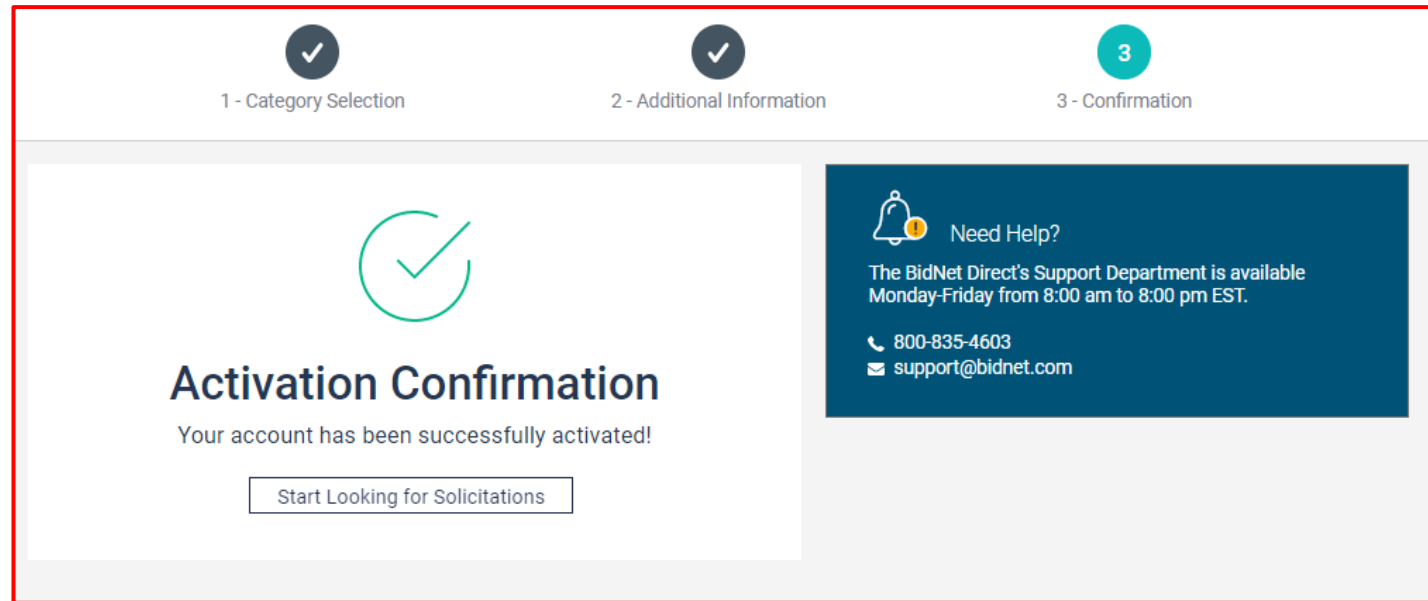 3
1 - Category Selection
2 - Additional Information
3 - Confirmation
Activation Confirmation
Your account has been successfully activated!
Start Looking for Solicitations
!
Need Help?
The BidNet Direct's Support Department is available
Monday-Friday from 8:00 am to 8:00 pm EST.
800-835-4603
support@bidnet.com